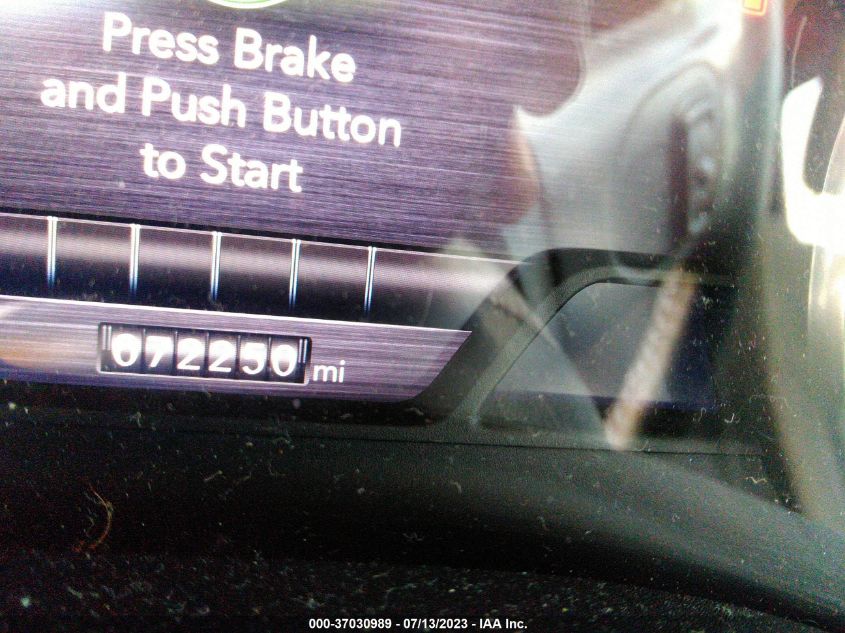 Press Brake
and Push Button
to Start
072250 mi
000-37030989 - 07/13/2023 - IAA Inc.